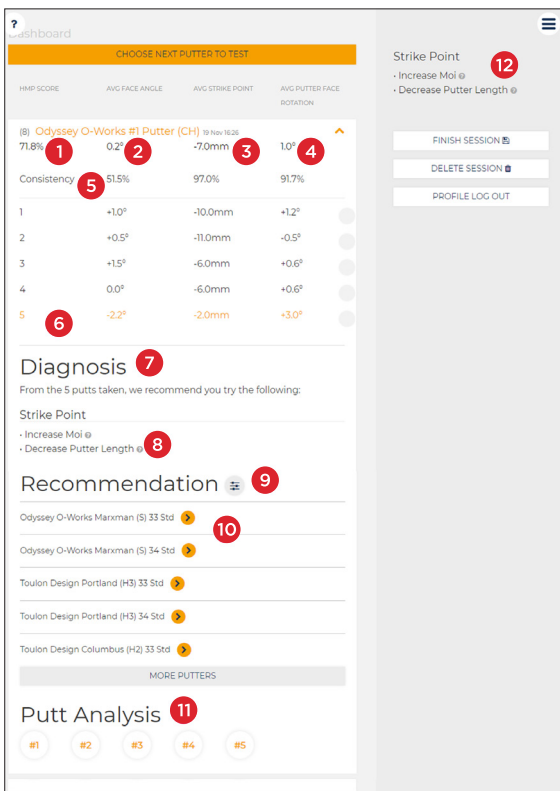 ?
Dashboard
CHOOSE NEXT PUTTER TO TEST
HMP SCORE AVG FACE ANGLE AVG STRIKE POINT AVG PUTTER FACE
ROTATION
(8) Odyssey O-Works #1 Putter (CH) 19 Nov 16:26
71.8% 1 0.2° 2 -7.0mm 3 1.0° 4
Consistency 5 51.5% 97.0% 91.7%
1 +1.0° -10.0mm +1.2°
2 +0.5° -11.0mm -0.5°
3 +1.5° -6.0mm +0.6°
4 0.0° -6.0mm +0.6°
5 6 -2.2° -2.0mm +3.0°
Diagnosis 7
From the 5 putts taken, we recommend you try the following:
Strike Point
• Increase Moi
• Decrease Putter Length 8
Recommendation 9
Odyssey O-Works Marxman (S) 33 Std 10
Odyssey O-Works Marxman (S) 34 Std
Toulon Design Portland (H3) 33 Std
Toulon Design Portland (H3) 34 Std
Toulon Design Columbus (H2) 33 Std
MORE PUTTERS
Putt Analysis 11
#1 #2 #3 #4 #5
Strike Point 12
• Increase Moi
• Decrease Putter Length
FINISH SESSION
DELETE SESSION
PROFILE LOG OUT